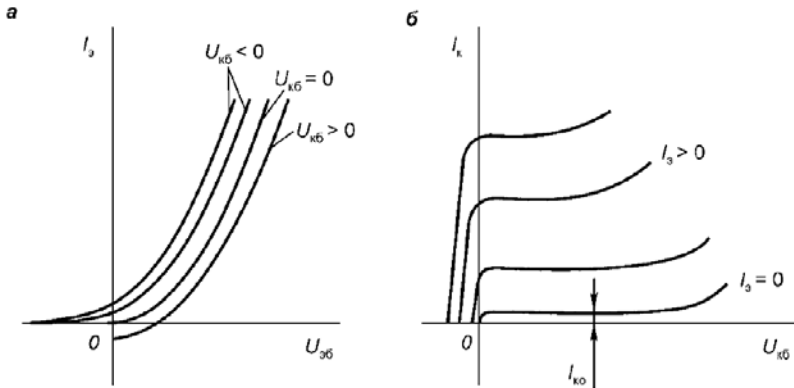 а
Iэ
Uкб < 0
Uкб = 0
Uкб > 0
0
Uэб
б
Iк
Iэ > 0
Iэ = 0
0
Uкб
Iко